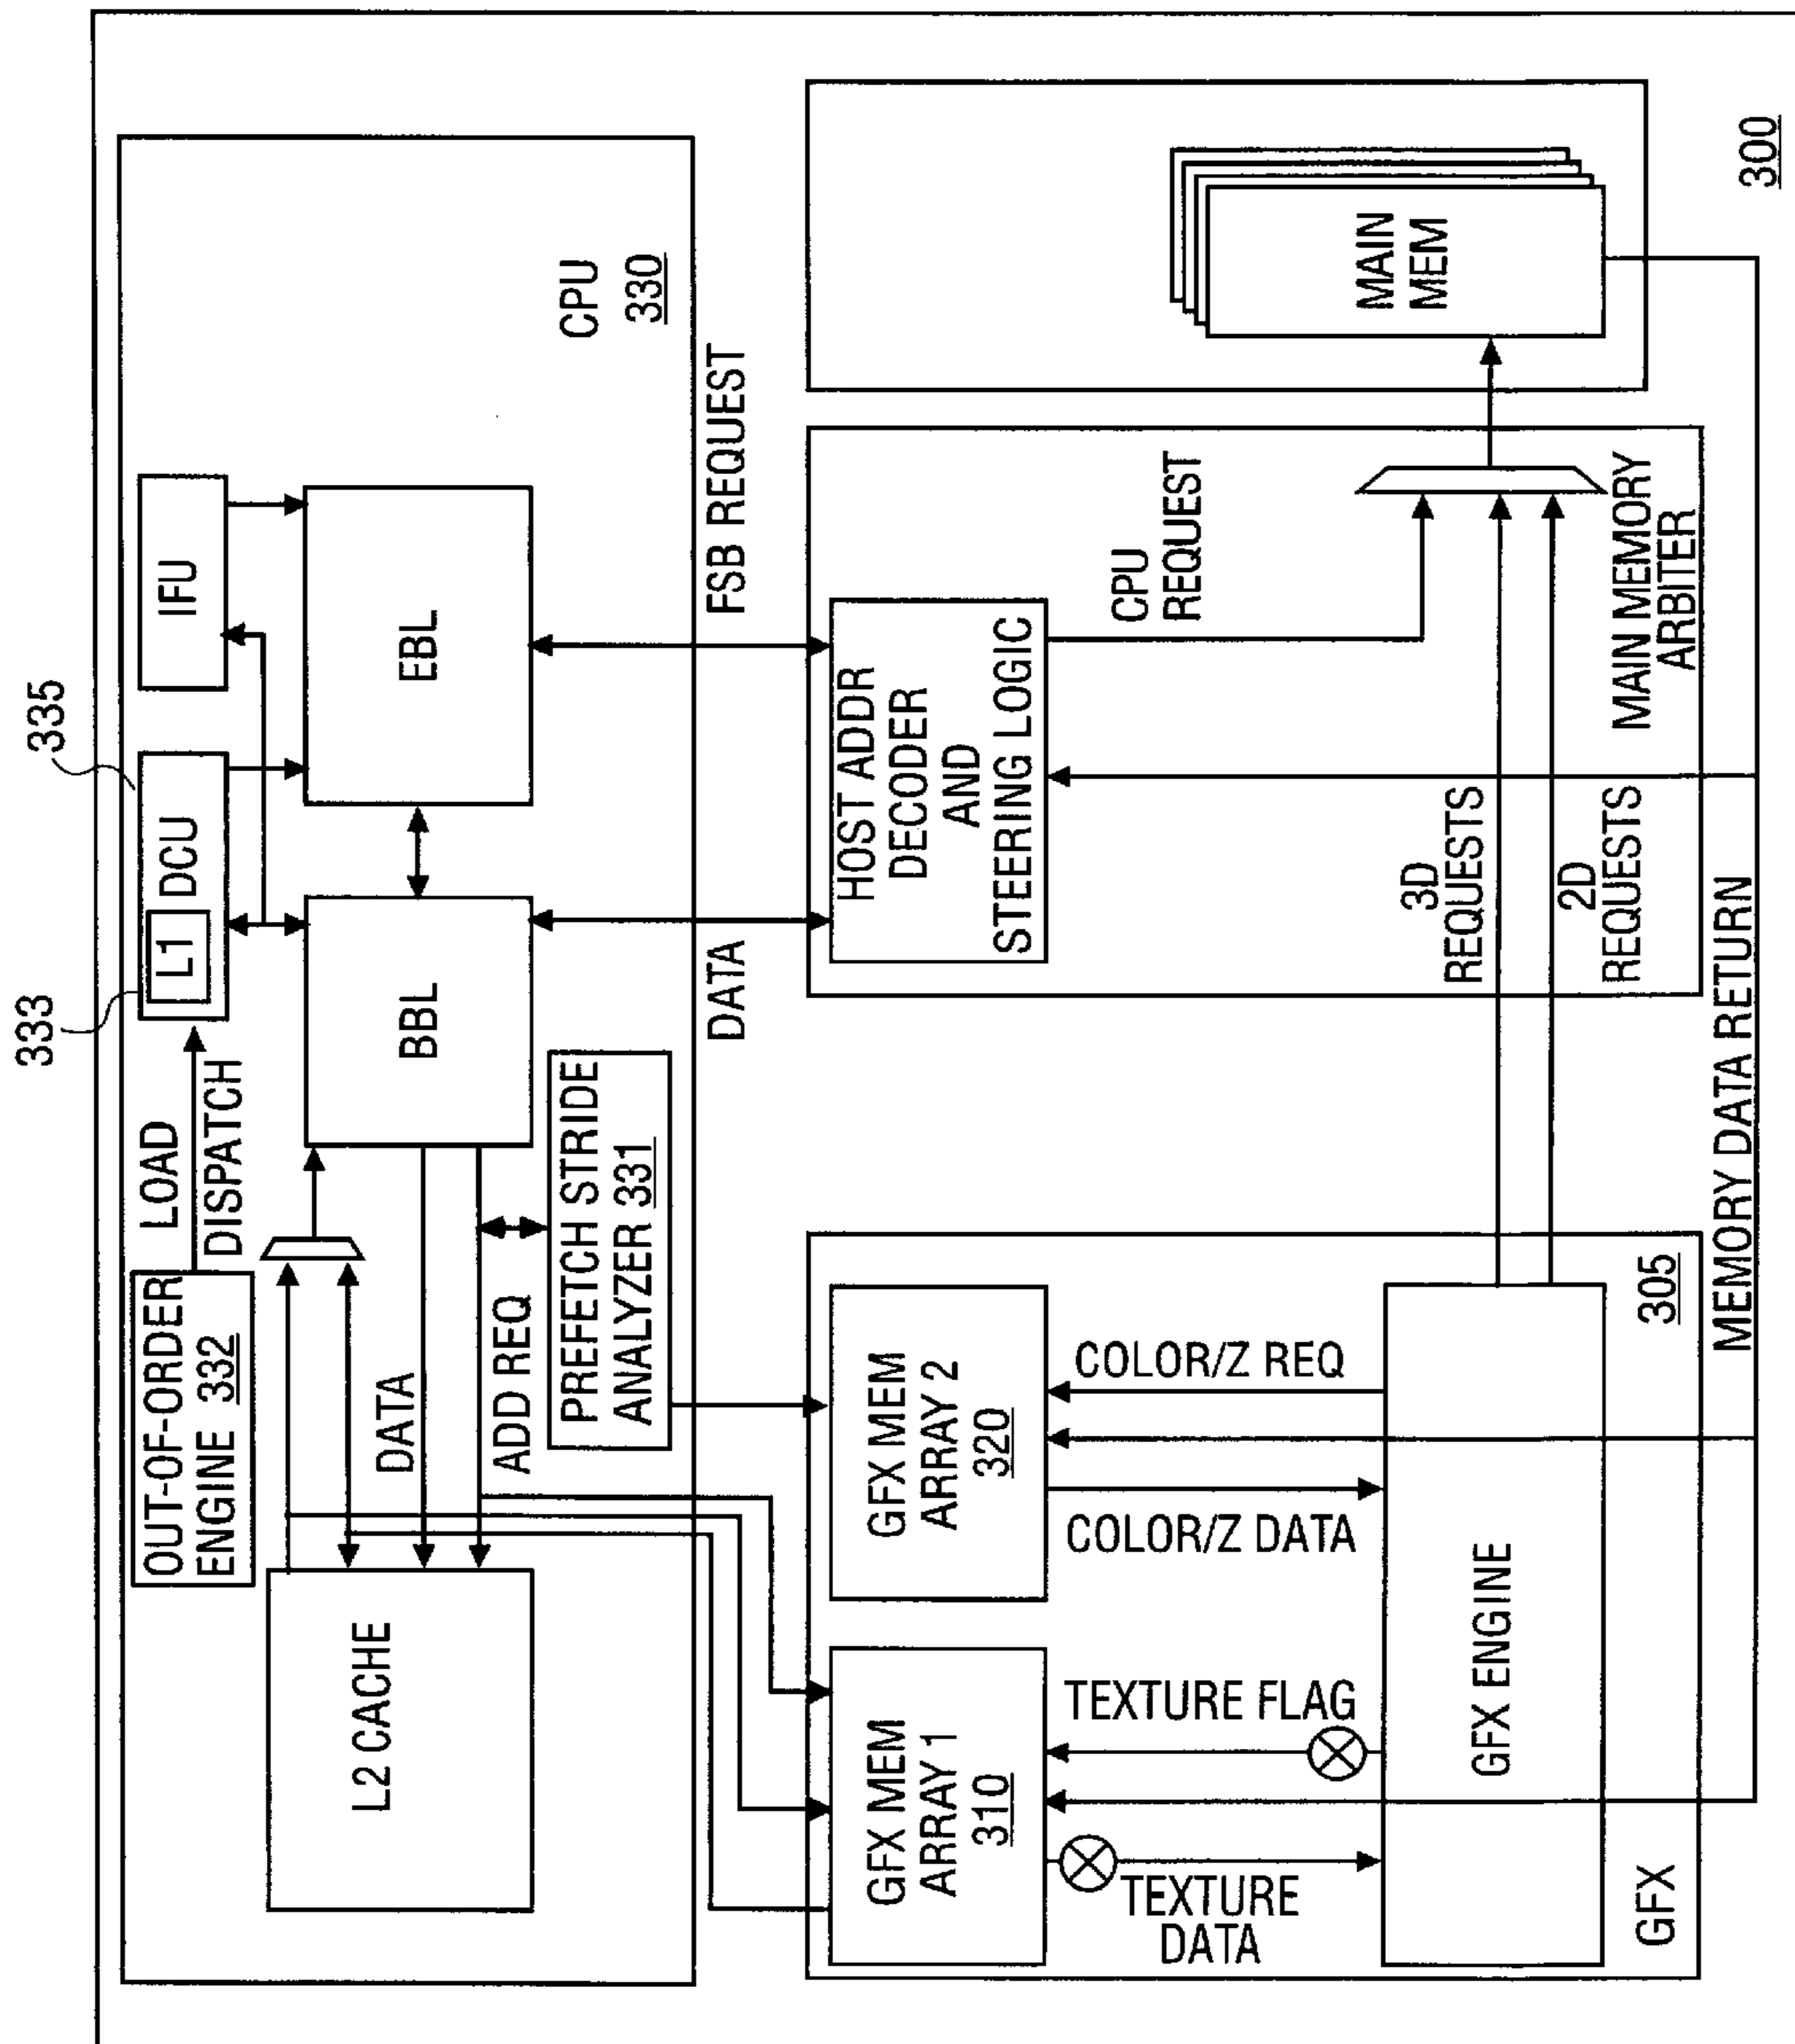 OUT-OF-ORDER
ENGINE 332
LOAD
DISPATCH
333
335
L1
DCU
IFU
L2 CACHE
DATA
ADD REQ
BBL
EBL
CPU
330
PREFETCH STRIDE
ANALYZER 331
DATA
FSB REQUEST
GFX MEM
ARRAY 1
310
GFX MEM
ARRAY 2
320
TEXTURE FLAG
TEXTURE
DATA
COLOR/Z REQ
COLOR/Z DATA
GFX ENGINE
GFX
305
HOST ADDR
DECODER
AND
STEERING LOGIC
CPU
REQUEST
3D
REQUESTS
2D
REQUESTS
MAIN MEMORY
ARBITER
MAIN
MEM
MEMORY DATA RETURN
300